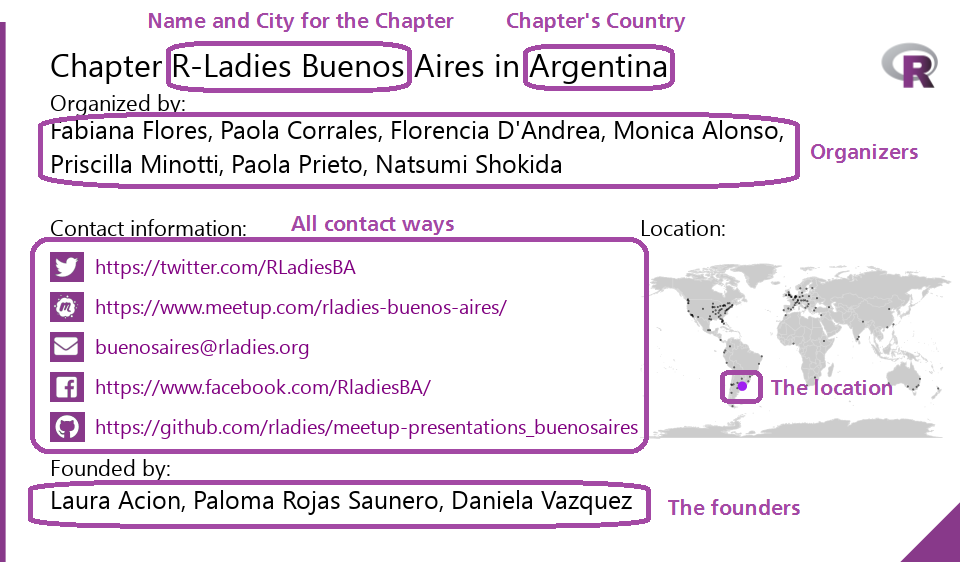 Name and City for the Chapter Chapter's Country
Chapter R-Ladies Buenos Aires in Argentina
R
Organized by:
Fabiana Flores, Paola Corrales, Florencia D'Andrea, Monica Alonso,
Priscilla Minotti, Paola Prieto, Natsumi Shokida
Organizers
Contact information:
All contact ways
https://twitter.com/RLadiesBA
https://www.meetup.com/rladies-buenos-aires/
buenosaires@rladies.org
https://www.facebook.com/RladiesBA/
https://github.com/rladies/meetup-presentations_buenosaires
Location:
The location
Founded by:
Laura Acion, Paloma Rojas Saunero, Daniela Vazquez
The founders